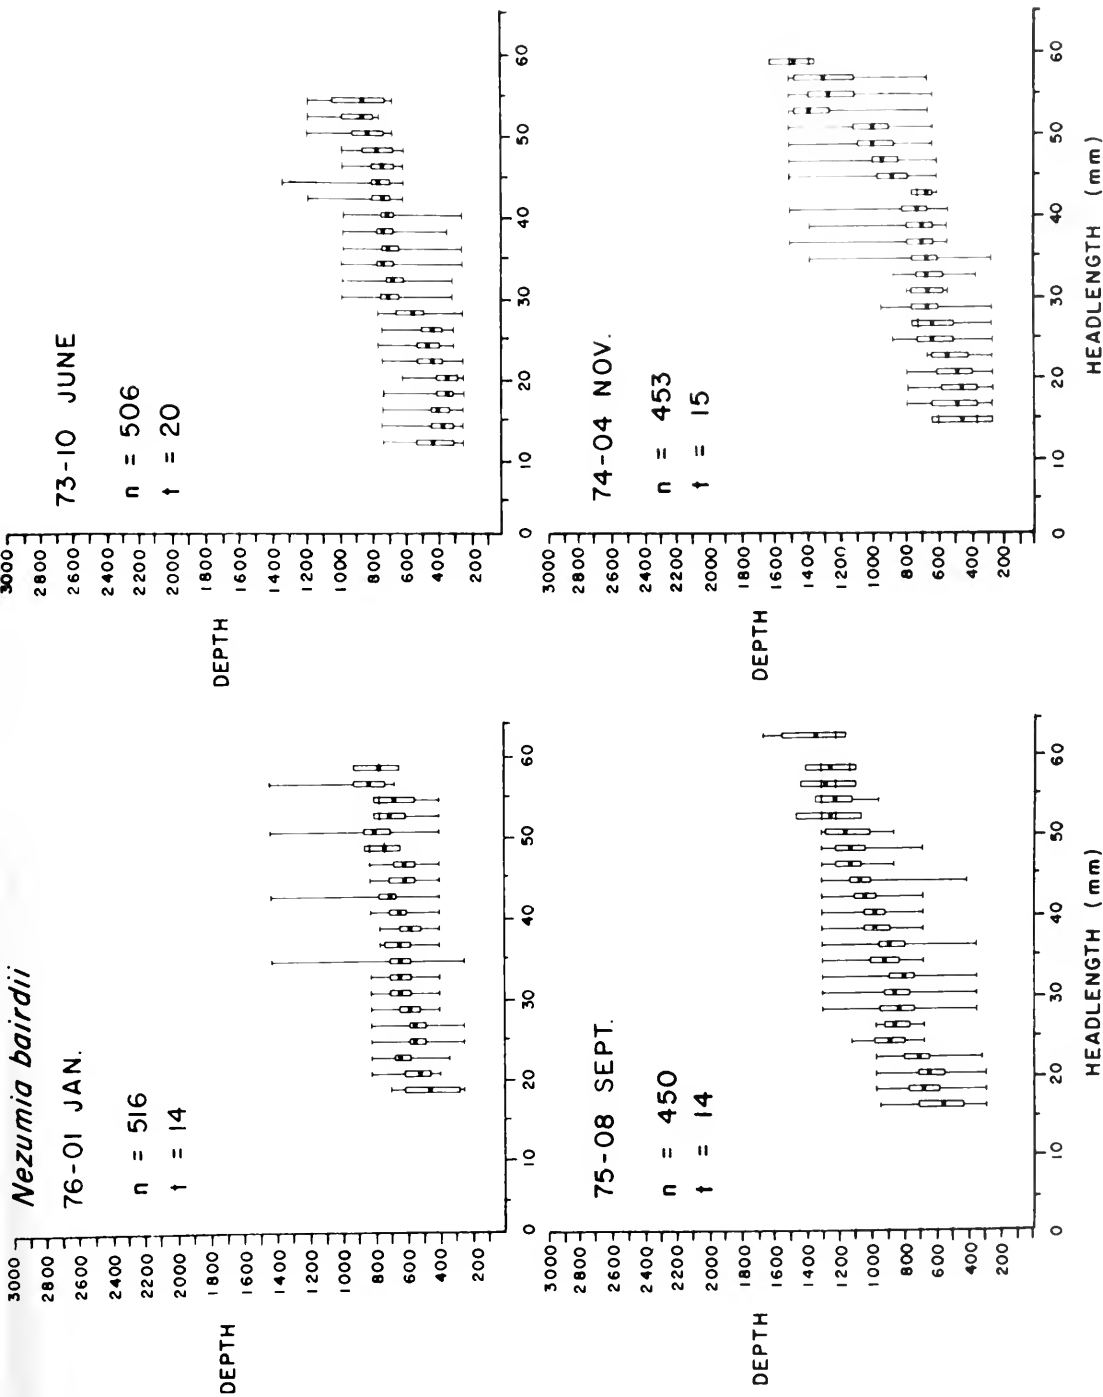 Nezumia bairdii
76-01 JAN.
n = 516
t = 14
DEPTH
3000
2800
2600
2400
2200
2000
1800
1600
1400
1200
1000
800
600
400
200
0 10 20 30 40 50 60
73-10 JUNE
n = 506
t = 20
DEPTH
3000
2800
2600
2400
2200
2000
1800
1600
1400
1200
1000
800
600
400
200
0 10 20 30 40 50 60
75-08 SEPT.
n = 450
t = 14
DEPTH
3000
2800
2600
2400
2200
2000
1800
1600
1400
1200
1000
800
600
400
200
0 10 20 30 40 50 60
HEADLENGTH (mm)
74-04 NOV.
n = 453
t = 15
DEPTH
3000
2800
2600
2400
2200
2000
1800
1600
1400
1200
1000
800
600
400
200
0 10 20 30 40 50 60
HEADLENGTH (mm)